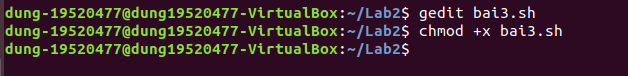 dung-19520477@dung19520477-VirtualBox:~/Lab2$ gedit bai3.sh
dung-19520477@dung19520477-VirtualBox:~/Lab2$ chmod +x bai3.sh
dung-19520477@dung19520477-VirtualBox:~/Lab2$